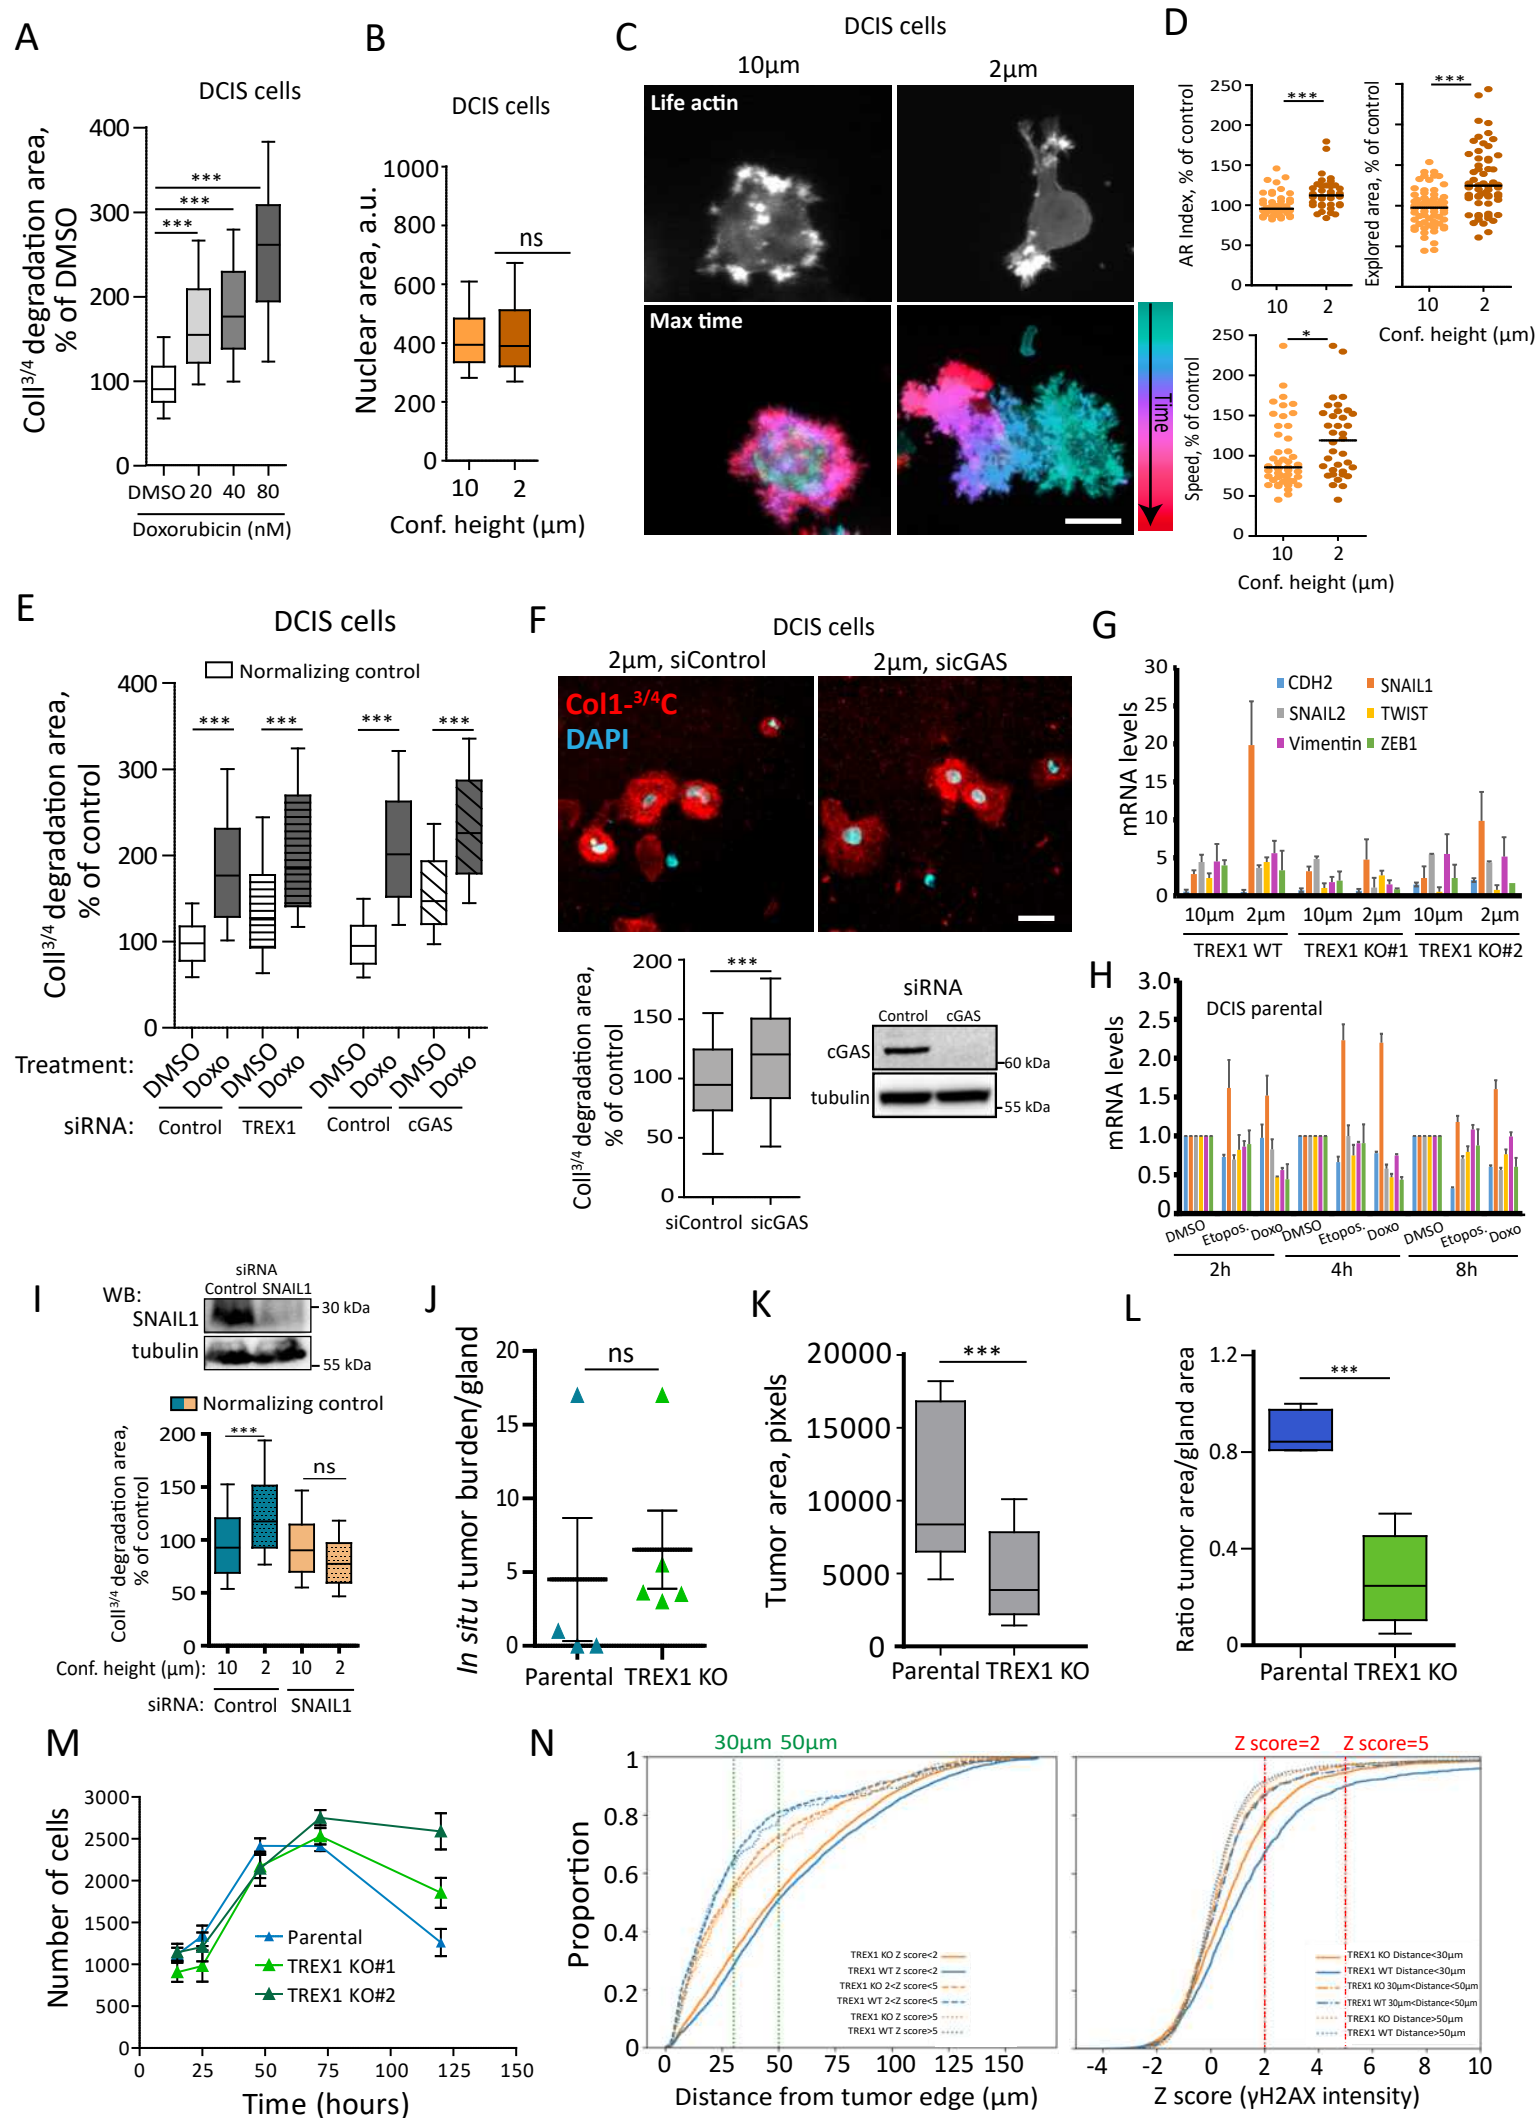 A
DCIS cells
Coll3/4 degradation area,
% of DMSO
400
300
200
100
0
***
***
***
DMSO 20 40 80
Doxorubicin (nM)
B
DCIS cells
Nuclear area, a.u.
1000
800
600
400
200
0
ns
10 2
Conf. height (μm)
C
DCIS cells
10μm 2μm
Life actin
Max time
Time
D
AR Index, % of control
250
200
150
100
50
0
***
10 2
Explored area, % of control
***
10 2
Conf. height (μm)
Speed, % of control
250
200
150
100
50
0
*
10 2
Conf. height (μm)
E
DCIS cells
Normalizing control
Coll3/4 degradation area,
% of control
400
300
200
100
0
*** *** *** ***
Treatment: DMSO Doxo DMSO Doxo DMSO Doxo DMSO Doxo
siRNA: Control TREX1 Control cGAS
F
DCIS cells
2μm, siControl 2μm, sicGAS
Col1-3/4C
DAPI
Coll3/4 degradation area,
% of control
200
150
100
50
0
***
siControl sicGAS
siRNA
Control cGAS
cGAS
60 kDa
tubulin
55 kDa
G
mRNA levels
30
25
20
15
10
5
0
CDH2 SNAIL1
SNAIL2 TWIST
Vimentin ZEB1
10μm 2μm 10μm 2μm 10μm 2μm
TREX1 WT TREX1 KO#1 TREX1 KO#2
H
DCIS parental
mRNA levels
3.0
2.5
2.0
1.0
0.5
0
DMSO Etopos. Doxo DMSO Etopos. Doxo DMSO Etopos. Doxo
2h 4h 8h
I
siRNA
WB: Control SNAIL1
SNAIL1
30 kDa
tubulin
55 kDa
Normalizing control
Coll3/4 degradation area,
% of control
200
150
100
50
0
***
ns
Conf. height (μm): 10 2 10 2
siRNA: Control SNAIL1
J
In situ tumor burden/gland
20
15
10
5
0
ns
Parental TREX1 KO
K
Tumor area, pixels
20000
15000
10000
5000
0
***
Parental TREX1 KO
L
Ratio tumor area/gland area
1.2
0.8
0.4
0
***
Parental TREX1 KO
M
Number of cells
3000
2500
2000
1500
1000
500
0
Parental
TREX1 KO#1
TREX1 KO#2
0 25 50 75 100 125 150
Time (hours)
N
30μm 50μm
Proportion
1
0.8
0.6
0.4
0.2
0
TREX1 KO Z score<2
TREX1 WT Z score<2
TREX1 KO 2<Z score<5
TREX1 WT 2<Z score<5
TREX1 KO Z score>5
TREX1 WT Z score>5
0 25 50 75 100 150
Distance from tumor edge (μm)
Z score=2 Z score=5
TREX1 KO Distance<30μm
TREX1 WT Distance<30μm
TREX1 KO 30μm<Distance<50μm
TREX1 WT 30μm<Distance<50μm
TREX1 KO Distance>50μm
TREX1 WT Distance>50μm
-4 -2 0 2 4 6 8 10
Z score (γH2AX intensity)